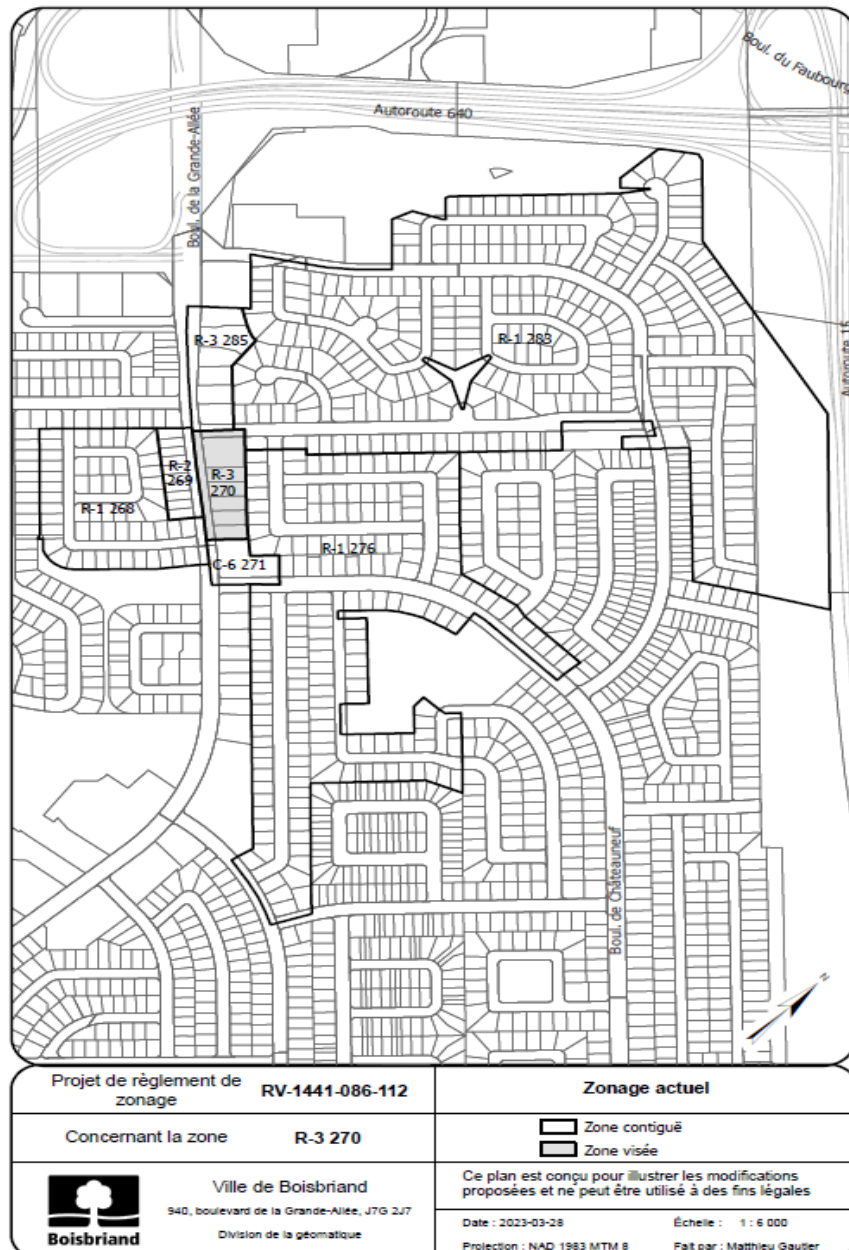 Boul. du Faubourg
Autoroute 640
Boul. de la Grande-Allée
R-3 285
R-1 283
Autoroute 15
R-2
269
R-3
270
R-1 268
R-1 276
C-6 271
Boul. de Châteauneuf
N
Projet de règlement de
zonage
RV-1441-086-112
Zonage actuel
Concernant la zone
R-3 270
Zone contiguë
Zone visée
Boisbriand
Ville de Boisbriand
940, boulevard de la Grande-Allée, J7G 2J7
Division de la géomatique
Ce plan est conçu pour illustrer les modifications
proposées et ne peut être utilisé à des fins légales
Date : 2023-03-28
Échelle : 1 : 6 000
Projection : NAD 1983 MTM 8
Fait par : Matthieu Gautier